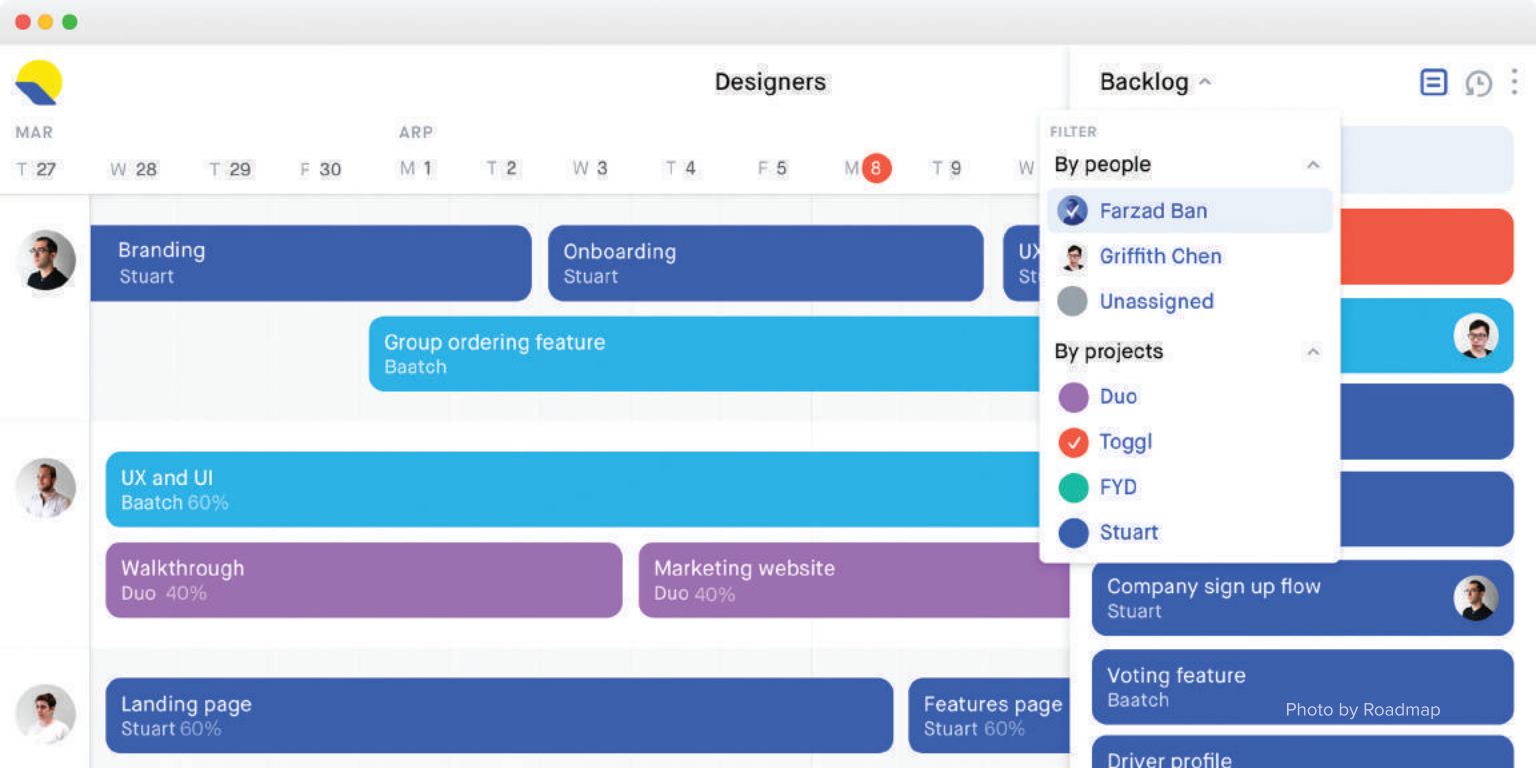 Designers
Backlog
MAR
ARP
T 27
W 28
T 29
F 30
M 1
T 2
W 3
T 4
F 5
M 8
T 9
W
FILTER
By people
Farzad Ban
Griffith Chen
Unassigned
By projects
Duo
Toggl
FYD
Stuart
Branding
Stuart
Onboarding
Stuart
UX
St
Group ordering feature
Baatch
UX and UI
Baatch 60%
Walkthrough
Duo 40%
Marketing website
Duo 40%
Landing page
Stuart 60%
Features page
Stuart 60%
Company sign up flow
Stuart
Voting feature
Baatch
Photo by Roadmap
Driver profile